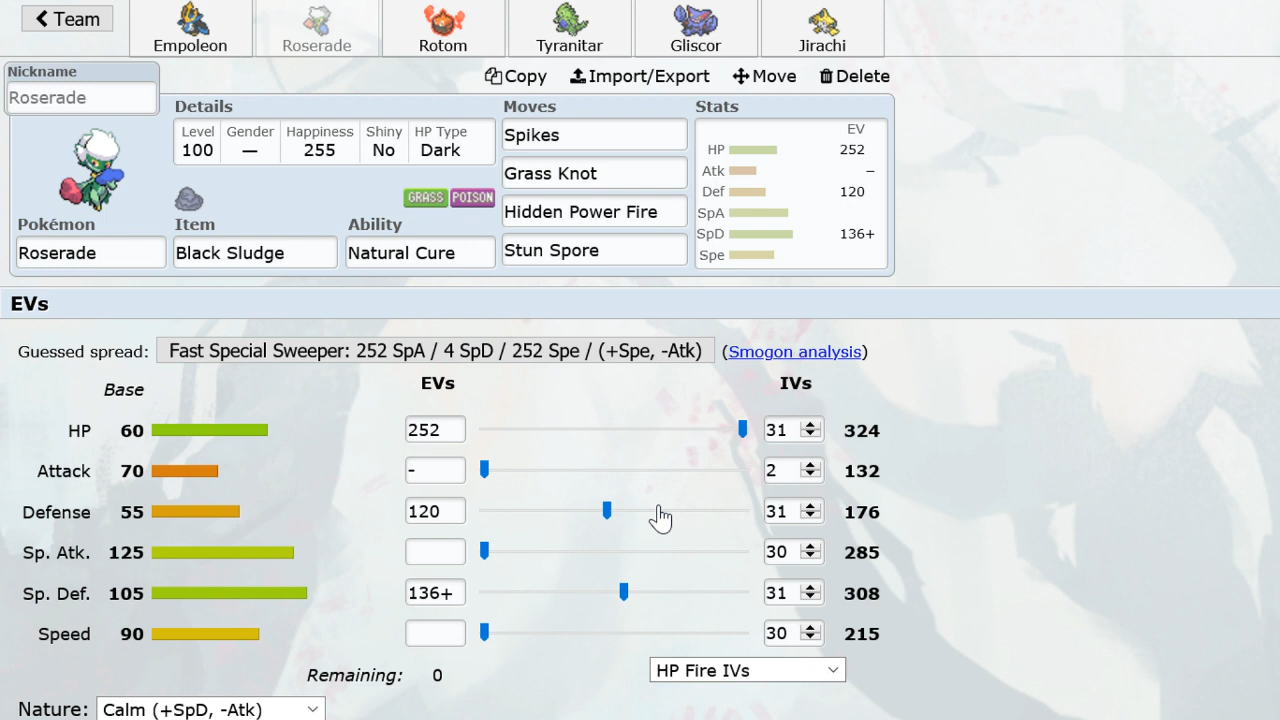 Team
Empoleon Roserade Rotom Tyranitar Gliscor Jirachi
Nickname
Roserade
Copy Import/Export Move Delete
Details
Level Gender Happiness Shiny HP Type
100 — 255 No Dark
GRASS POISON
Pokémon Item Ability
Roserade Black Sludge Natural Cure
Moves
Spikes
Grass Knot
Hidden Power Fire
Stun Spore
Stats
EV
HP 252
Atk –
Def 120
SpA
SpD 136+
Spe
EVs
Guessed spread: Fast Special Sweeper: 252 SpA / 4 SpD / 252 Spe / (+Spe, -Atk) (Smogon analysis)
Base EVs IVs
HP 60 252 31 324
Attack 70 - 2 132
Defense 55 120 31 176
Sp. Atk. 125 30 285
Sp. Def. 105 136+ 31 308
Speed 90 30 215
Remaining: 0 HP Fire IVs
Nature: Calm (+SpD, -Atk)